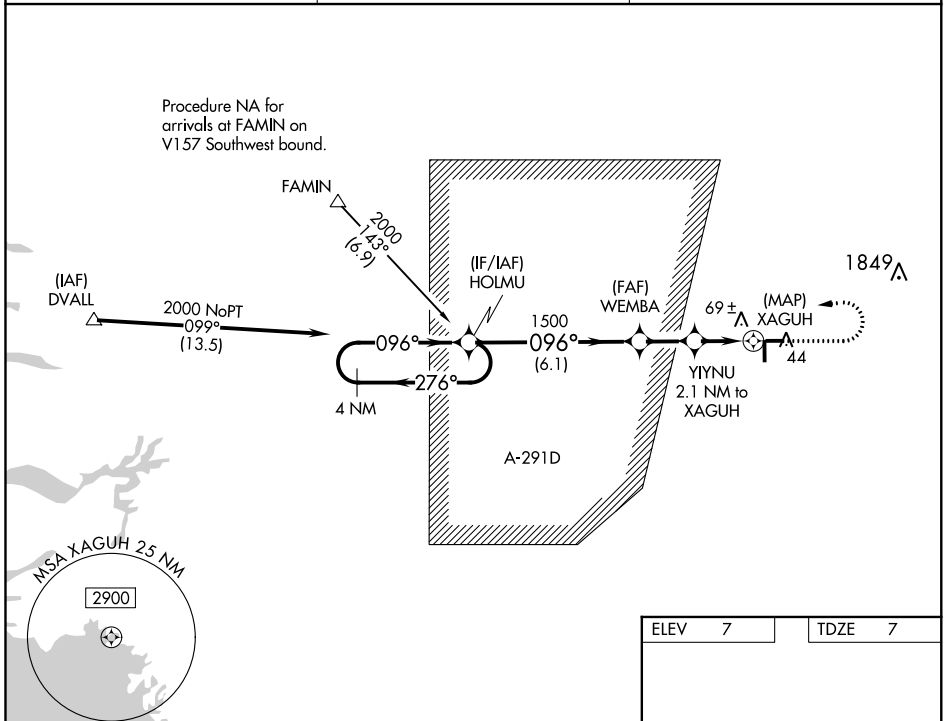 Procedure NA for
arrivals at FAMIN on
V157 Southwest bound.
FAMIN
2000
143°
(6.9)
(IAF)
DVALL
2000 NoPT
099°
(13.5)
(IF/IAF)
HOLMU
1500
096°
(6.1)
096°
276°
4 NM
(FAF)
WEMBA
69 ±
(MAP)
XAGUH
44
1849
YIYNU
2.1 NM to
XAGUH
A-291D
MSA XAGUH 25 NM
2900
ELEV 7
TDZE 7